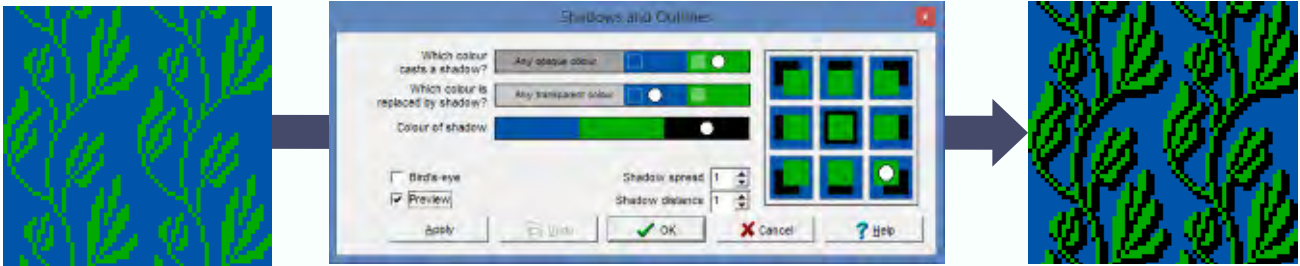 Shadows and Outlines
Which colour
casts a shadow?
Any opaque colour
Which colour is
replaced by shadow?
Any transparent colour
Colour of shadow
Bird's-eye
Shadow spread 1
Preview
Shadow distance 1
Apply
Undo
OK
Cancel
Help